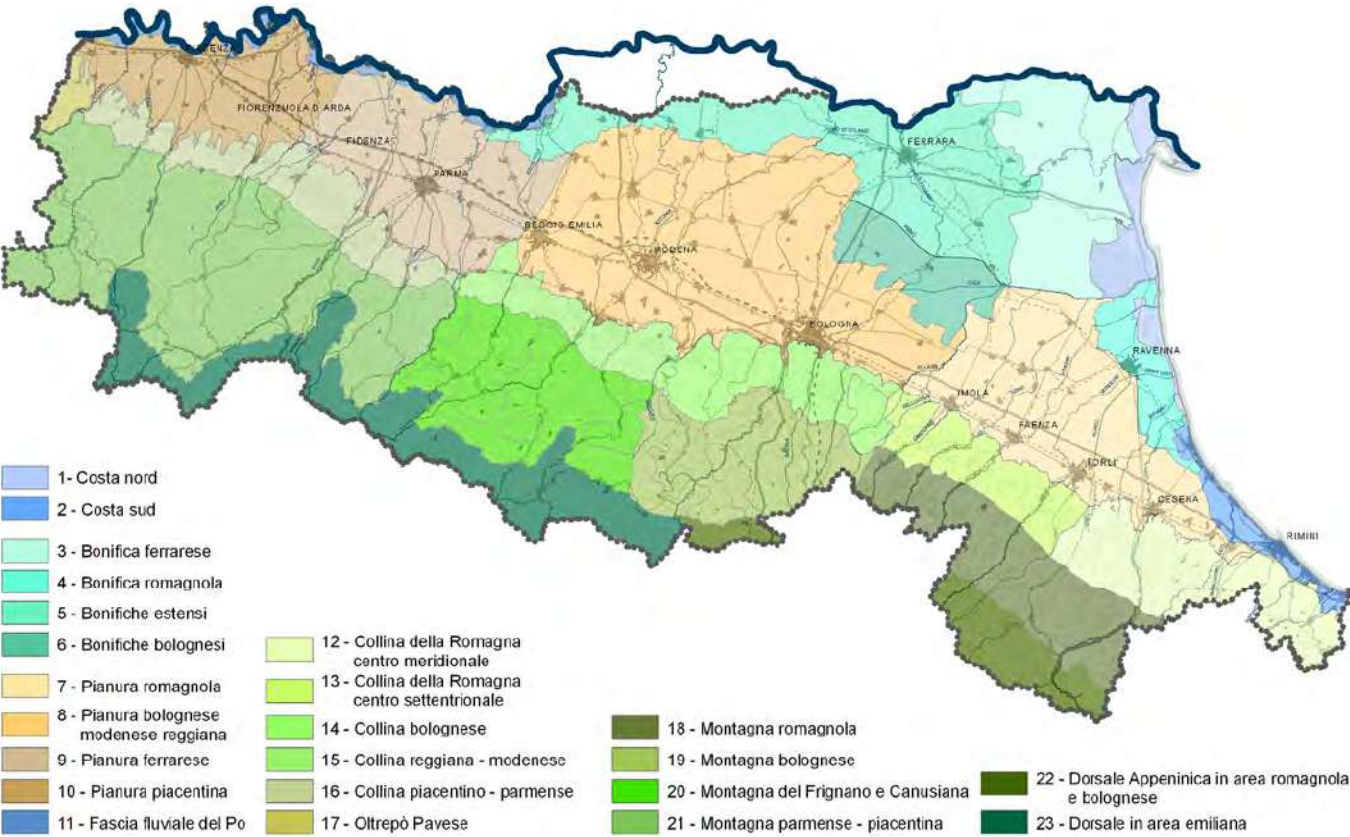 FIORENZUOLA D'ARDA
FIDENZA
PARMA
REGGIO EMILIA
MODENA
BOLOGNA
FERRARA
RAVENNA
IMOLA
FAENZA
FORLI
CESENA
RIMINI
1- Costa nord
2 - Costa sud
3 - Bonifica ferrarese
4 - Bonifica romagnola
5 - Bonifiche estensi
6 - Bonifiche bolognesi
7 - Pianura romagnola
8 - Pianura bolognese
modenese reggiana
9 - Pianura ferrarese
10 - Pianura piacentina
11 - Fascia fluviale del Po
12 - Collina della Romagna
centro meridionale
13 - Collina della Romagna
centro settentrionale
14 - Collina bolognese
15 - Collina reggiana - modenese
16 - Collina piacentino - parmense
17 - Oltrepò Pavese
18 - Montagna romagnola
19 - Montagna bolognese
20 - Montagna del Frignano e Canusiana
21 - Montagna parmense - piacentina
22 - Dorsale Appeninica in area romagnola
e bolognese
23 - Dorsale in area emiliana